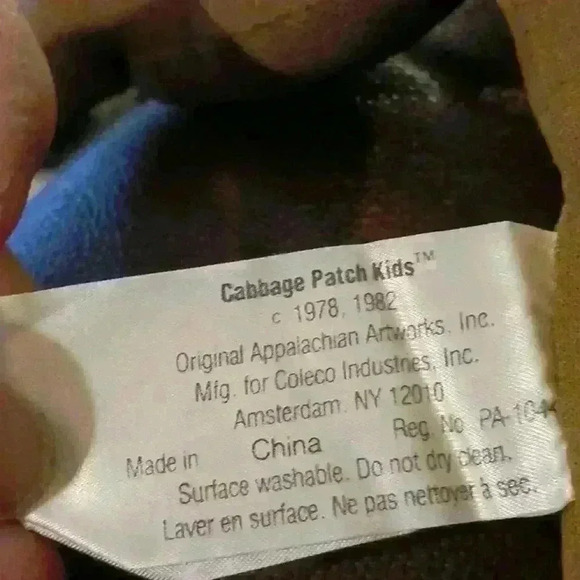 Cabbage Patch Kids™
c 1978, 1982
Original Appalachian Artworks, Inc.
Mfg. for Coleco Industries, Inc.
Amsterdam, NY 12010
Reg. No PA-104
Made in China
Surface washable. Do not dry clean.
Laver en surface. Ne pas nettoyer à sec.